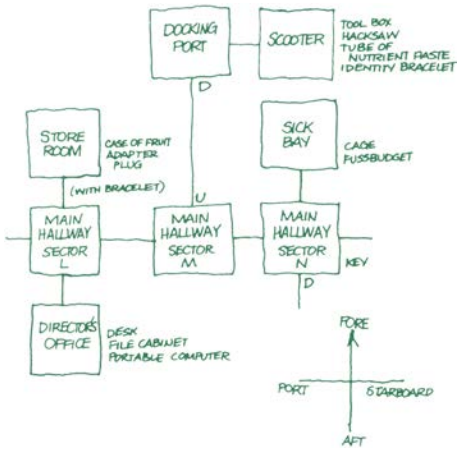 DOCKING
PORT
SCOOTER
TOOL BOX
HACKSAW
TUBE OF
NUTRIENT PASTE
IDENTITY BRACELET
D
STORE
ROOM
CASE OF FRUIT
ADAPTER
PLUG
SICK
BAY
CAGE
FUSSBUDGET
(WITH BRACELET)
U
MAIN
HALLWAY
SECTOR
L
MAIN
HALLWAY
SECTOR
M
MAIN
HALLWAY
SECTOR
N
KEY
D
DIRECTOR'S
OFFICE
DESK
FILE CABINET
PORTABLE COMPUTER
FORE
PORT
STARBOARD
AFT